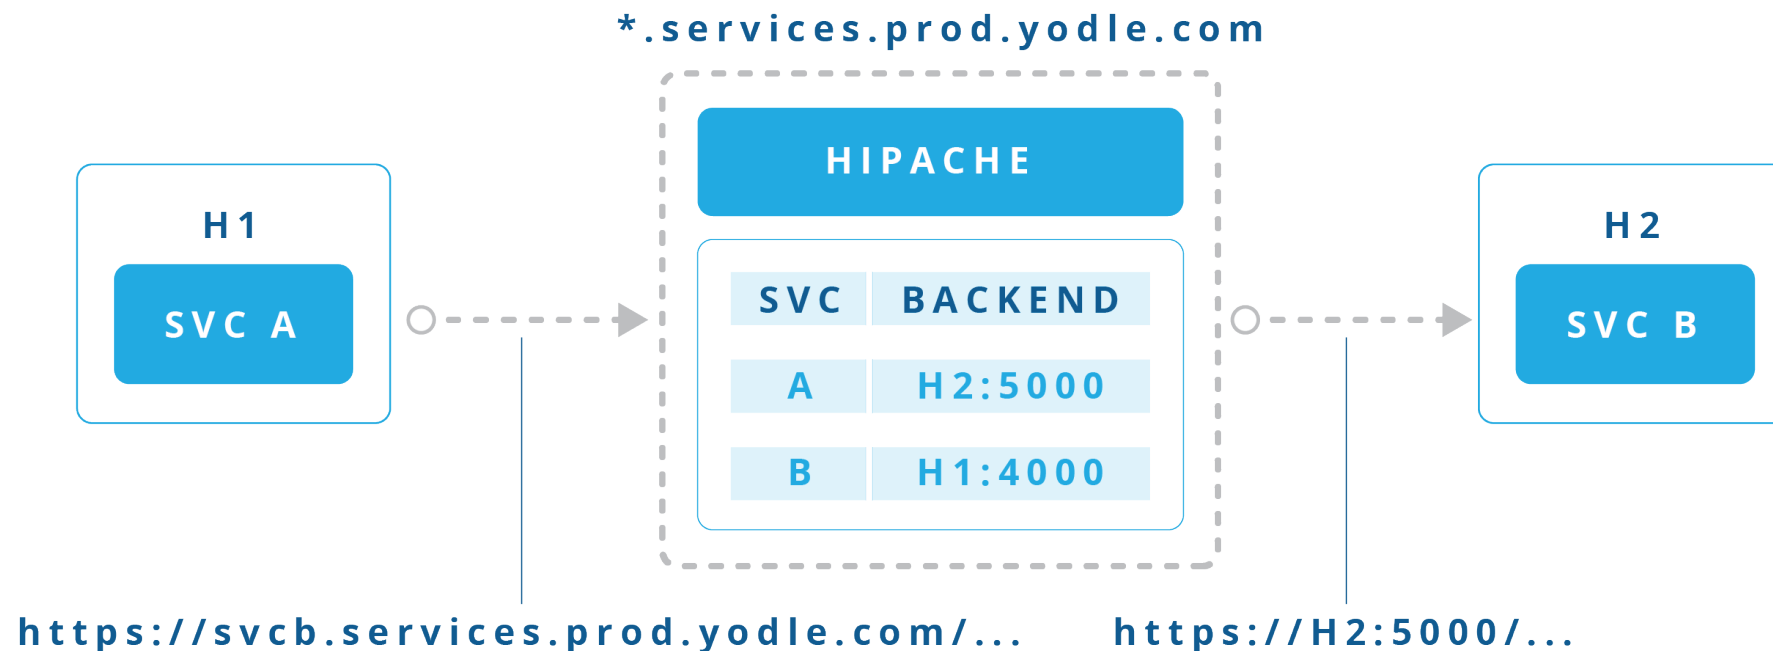 *.services.prod.yodle.com
HIPACHE
H1
SVC A
SVC BACKEND
A H2:5000
B H1:4000
H2
SVC B
https://svcb.services.prod.yodle.com/...
https://H2:5000/...